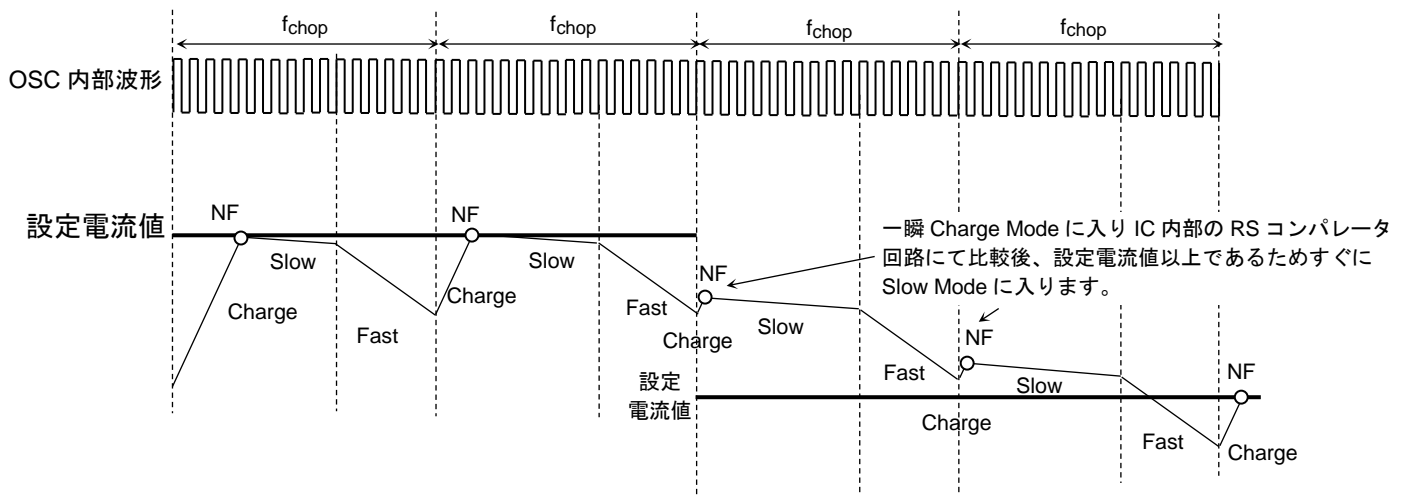 fchop fchop fchop fchop
OSC 内部波形
設定電流値
NF
Slow
Charge
Fast
NF
Slow
Charge
Fast
NF
Charge
Slow
一瞬 Charge Mode に入り IC 内部の RS コンパレータ
回路にて比較後、設定電流値以上であるためすぐに
Slow Mode に入ります。
Fast
NF
Slow
設定
電流値
Charge
Fast
NF
Charge